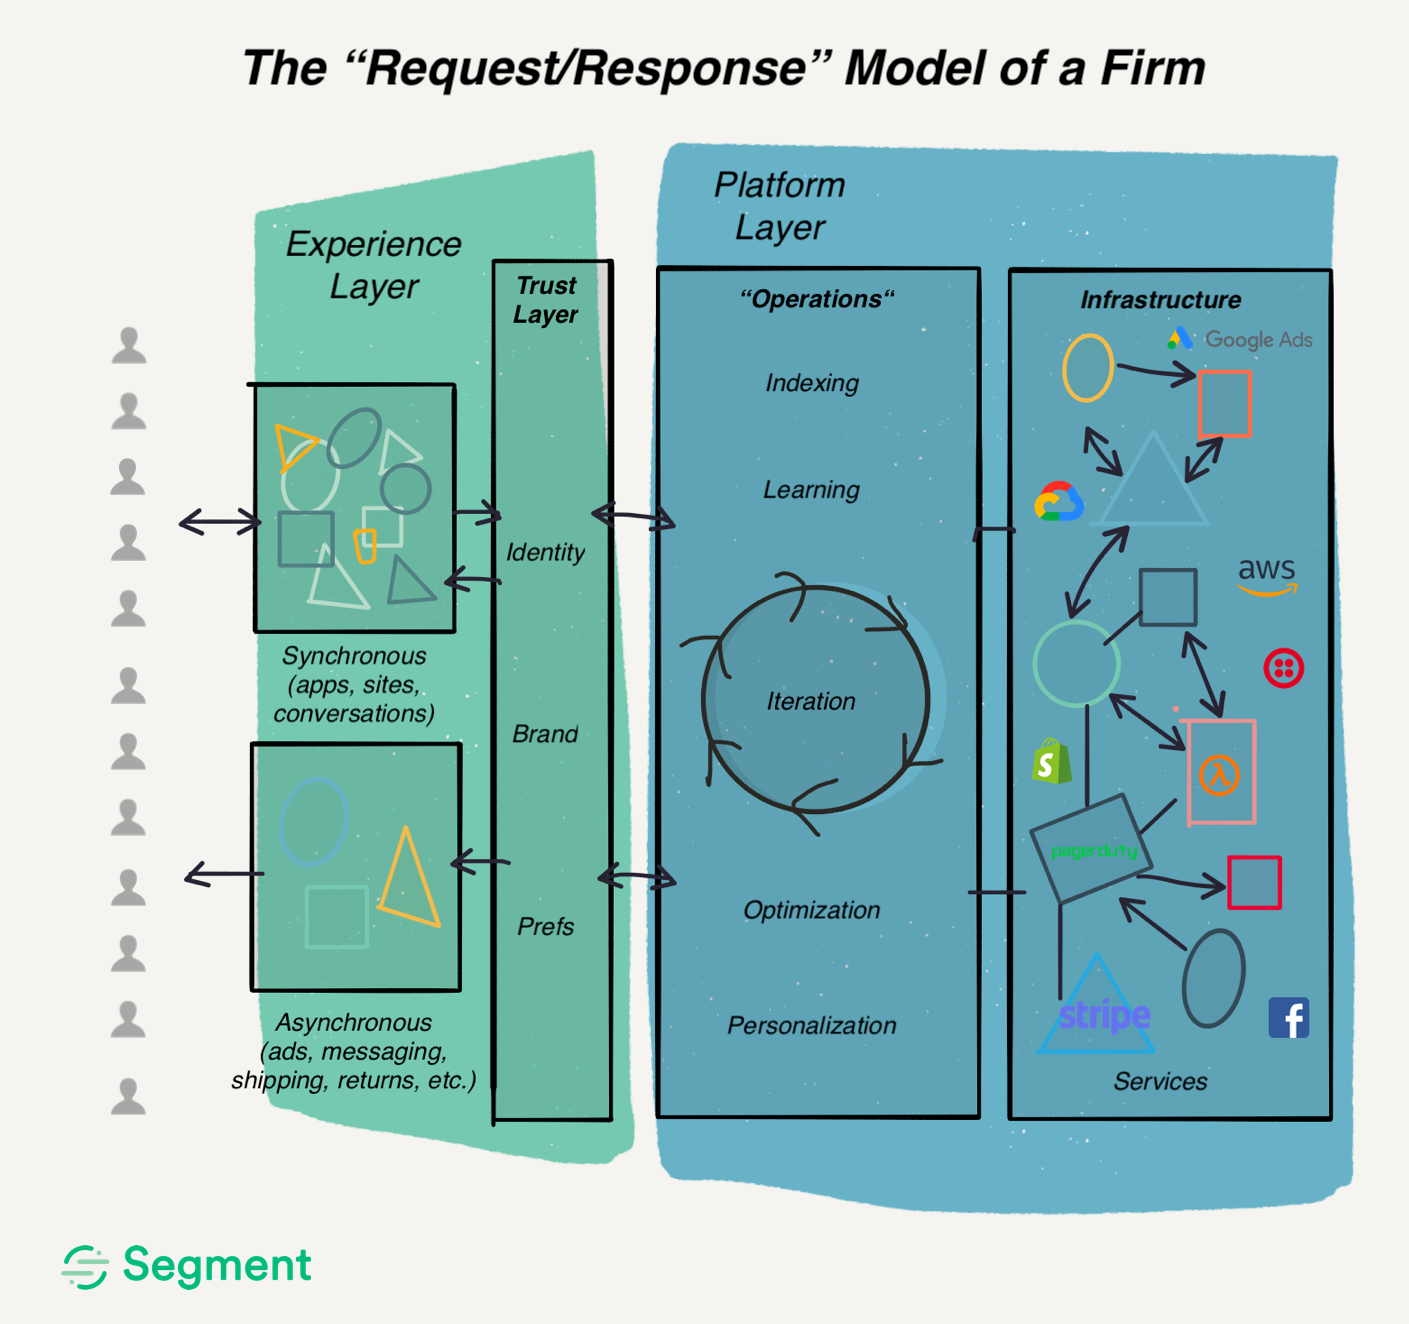 The “Request/Response” Model of a Firm
Experience
Layer
Trust
Layer
Identity
Brand
Prefs
Synchronous
(apps, sites,
conversations)
Asynchronous
(ads, messaging,
shipping, returns, etc.)
Platform
Layer
“Operations“
Indexing
Learning
Iteration
Optimization
Personalization
Infrastructure
Google Ads
aws
S
λ
pagerduty
stripe
f
Services
Segment